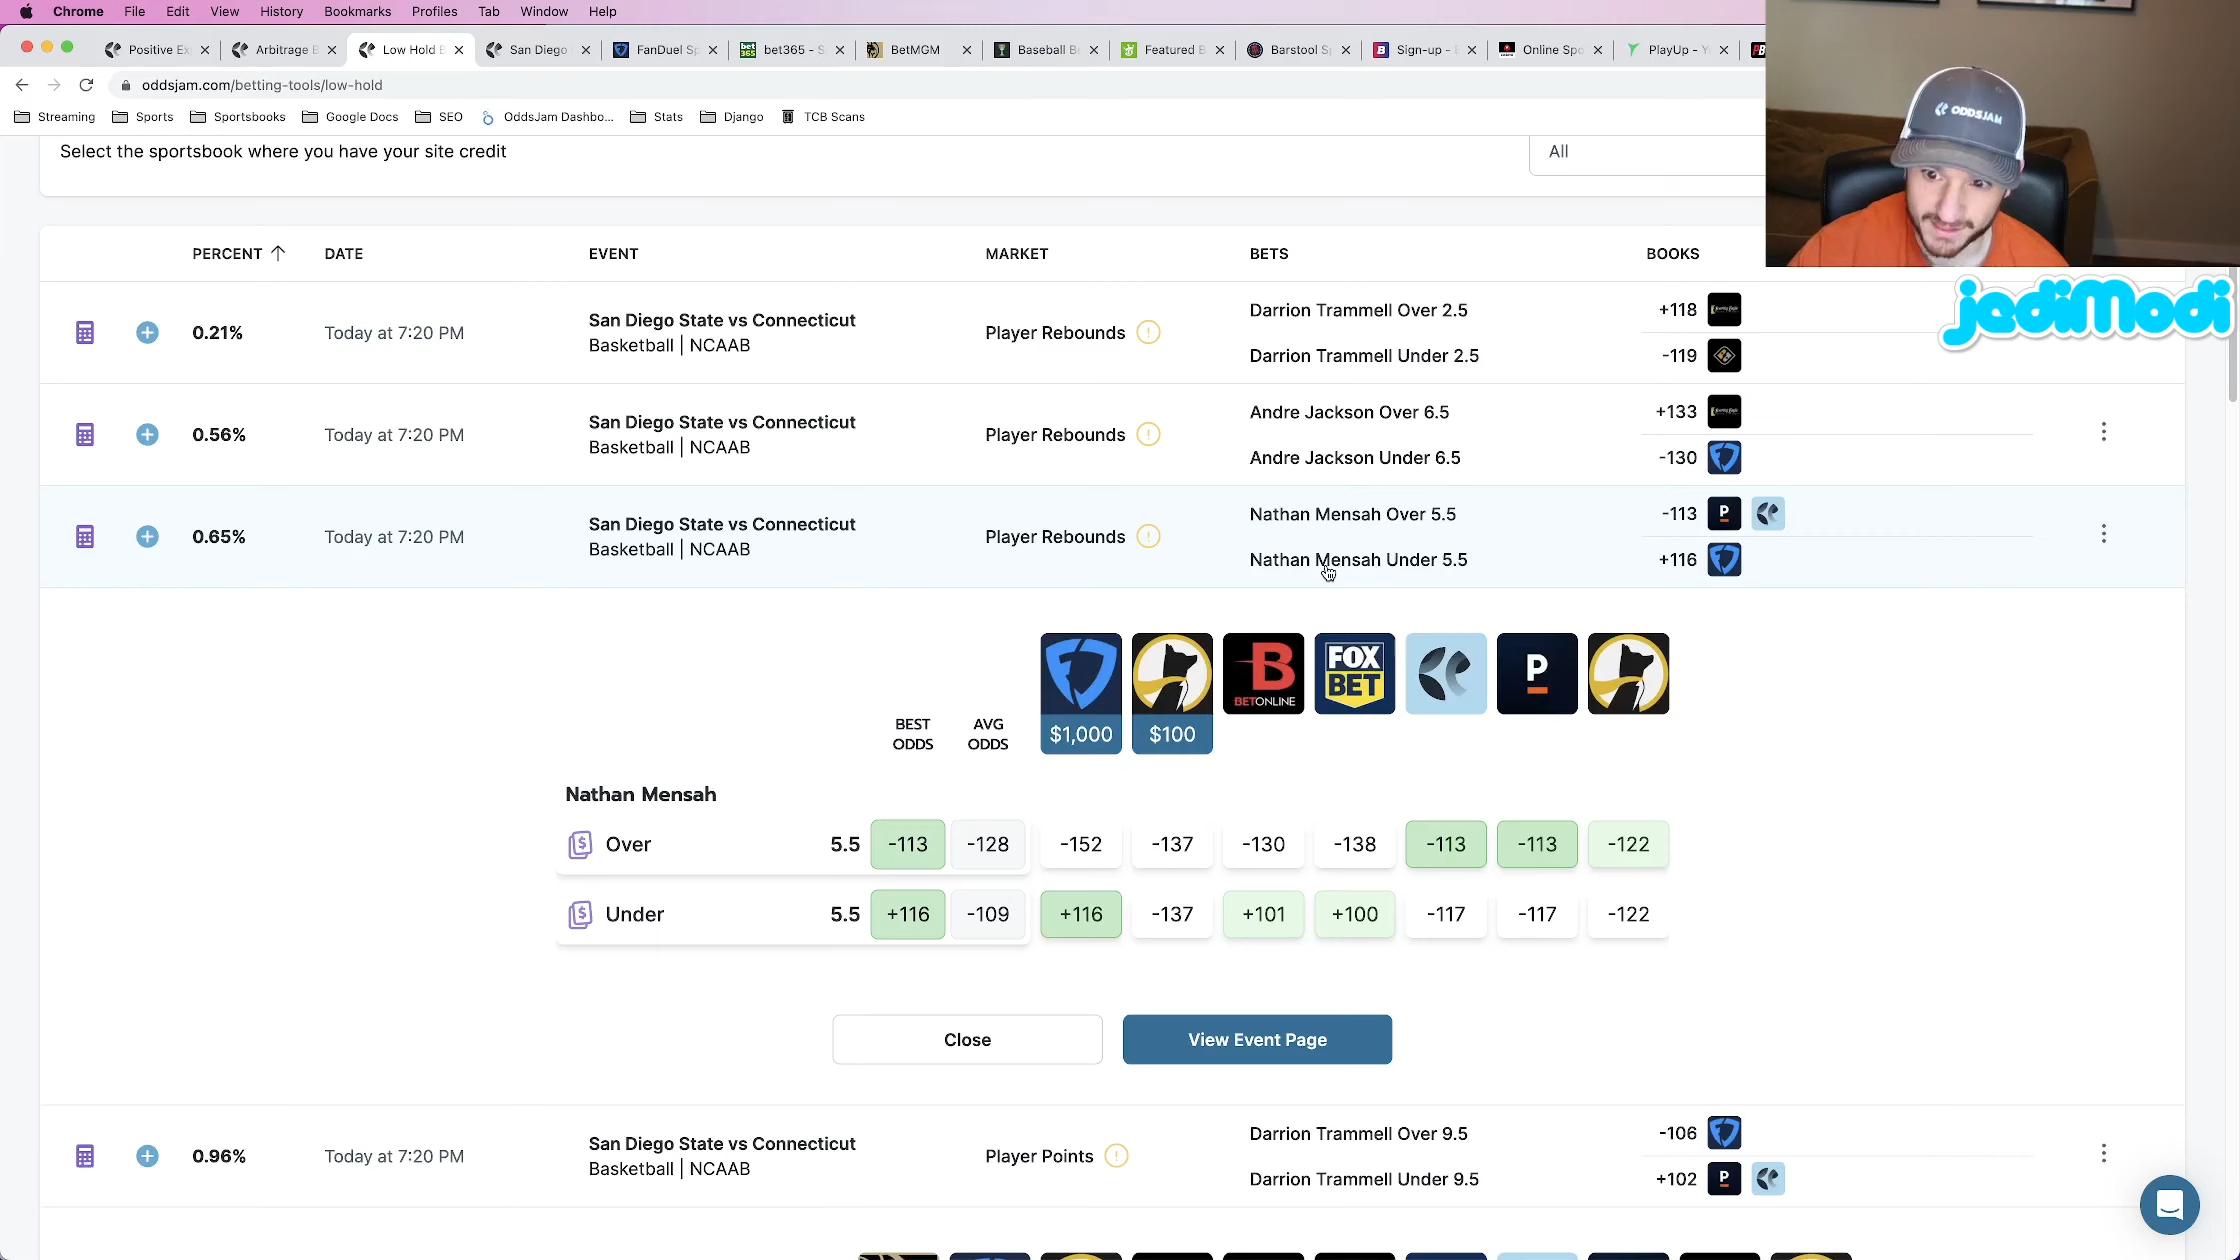 Chrome File Edit View History Bookmarks Profiles Tab Window Help
Positive Ex Arbitrage B Low Hold B San Diego FanDuel Sp bet365 - S BetMGM Baseball Be Featured B Barstool S Sign-up - Online Spo PlayUp - Y PB
oddsjam.com/betting-tools/low-hold
Streaming Sports Sportsbooks Google Docs SEO OddsJam Dashbo... Stats Django TCB Scans
ODDSJAM
Select the sportsbook where you have your site credit
All
jediModi
PERCENT DATE EVENT MARKET BETS BOOKS
0.21% Today at 7:20 PM San Diego State vs Connecticut Player Rebounds Darrion Trammell Over 2.5 +118
Basketball | NCAAB Darrion Trammell Under 2.5 -119
0.56% Today at 7:20 PM San Diego State vs Connecticut Player Rebounds Andre Jackson Over 6.5 +133
Basketball | NCAAB Andre Jackson Under 6.5 -130
0.65% Today at 7:20 PM San Diego State vs Connecticut Player Rebounds Nathan Mensah Over 5.5 -113 P
Basketball | NCAAB Nathan Mensah Under 5.5 +116
BEST ODDS AVG ODDS $1,000 $100 B BETONLINE FOX BET P
Nathan Mensah
Over 5.5 -113 -128 -152 -137 -130 -138 -113 -113 -122
Under 5.5 +116 -109 +116 -137 +101 +100 -117 -117 -122
Close View Event Page
0.96% Today at 7:20 PM San Diego State vs Connecticut Player Points Darrion Trammell Over 9.5 -106
Basketball | NCAAB Darrion Trammell Under 9.5 +102 P